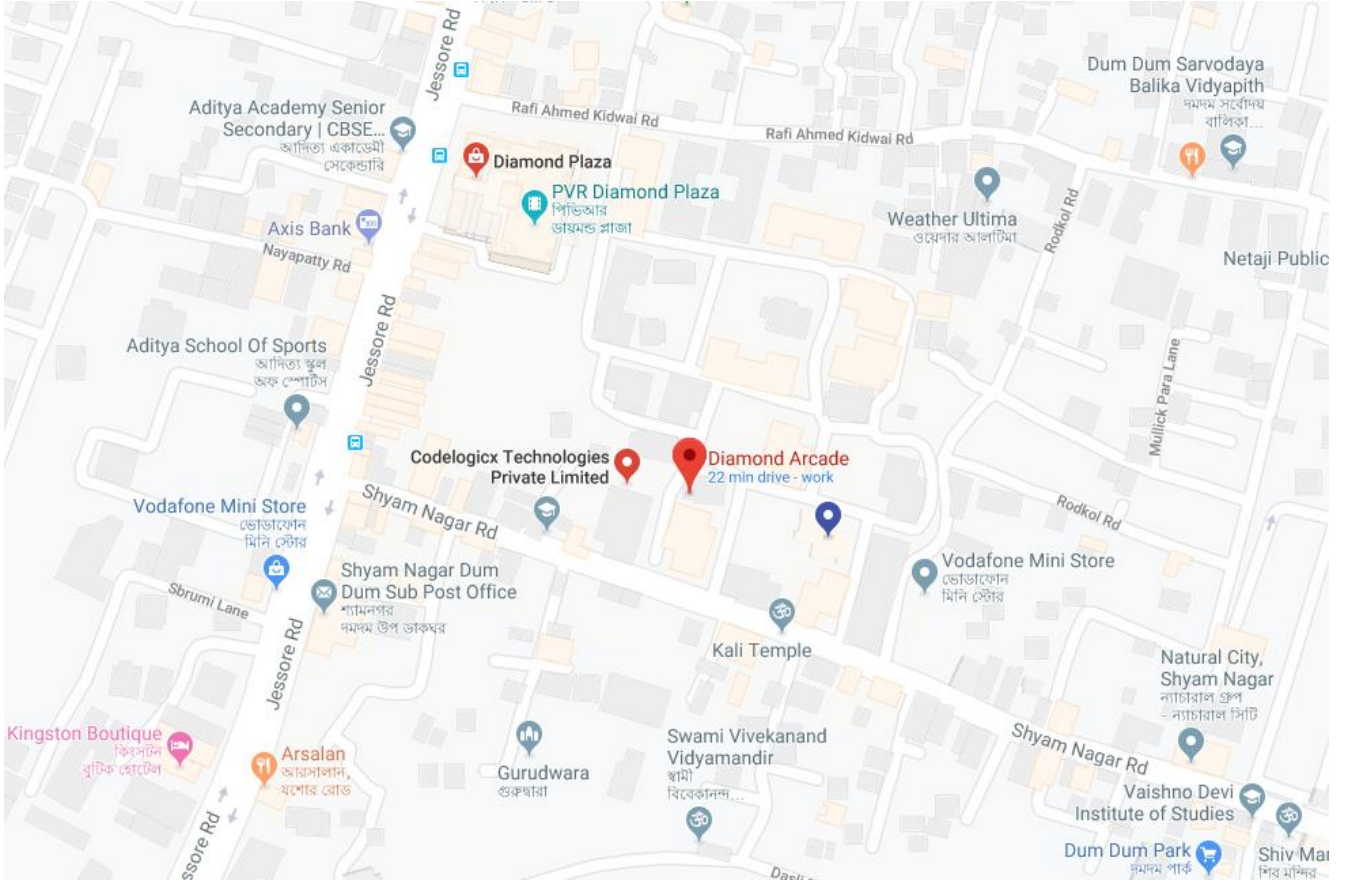 Jessore Rd
Dum Dum Sarvodaya
Balika Vidyapith
দমদম সর্বোদয়
বালিকা...
Aditya Academy Senior
Secondary | CBSE...
আদিত্য একাডেমী
সেকেন্ডারি
Rafi Ahmed Kidwai Rd
Rafi Ahmed Kidwai Rd
Diamond Plaza
PVR Diamond Plaza
পিভিআর
ডায়মন্ড প্লাজা
Weather Ultima
ওয়েদার আলটিমা
Rodkol Rd
Axis Bank
Nayapatty Rd
Netaji Public
Jessore Rd
Aditya School Of Sports
আদিত্য স্কুল
অফ স্পোর্টস
Mullick Para Lane
Codelogicx Technologies
Private Limited
Diamond Arcade
22 min drive - work
Shyam Nagar Rd
Rodkol Rd
Vodafone Mini Store
ভোডাফোন
মিনি স্টোর
Shyam Nagar Dum
Dum Sub Post Office
শ্যামনগর
দমদম উপ ডাকঘর
Vodafone Mini Store
ভোডাফোন
মিনি স্টোর
Sbrumi Lane
Kali Temple
Jessore Rd
Natural City,
Shyam Nagar
ন্যাচারাল গ্রুপ
- ন্যাচারাল সিটি
Kingston Boutique
কিংসটন
বুটিক হোটেল
Arsalan
আরসালান,
যশোর রোড
Gurudwara
গুরুদ্বারা
Swami Vivekanand
Vidyamandir
স্বামী
বিবেকানন্দ...
Shyam Nagar Rd
Vaishno Devi
Institute of Studies
Dum Dum Park
দমদম পার্ক
Shiv Ma
শিব মন্দির
ssore Rd